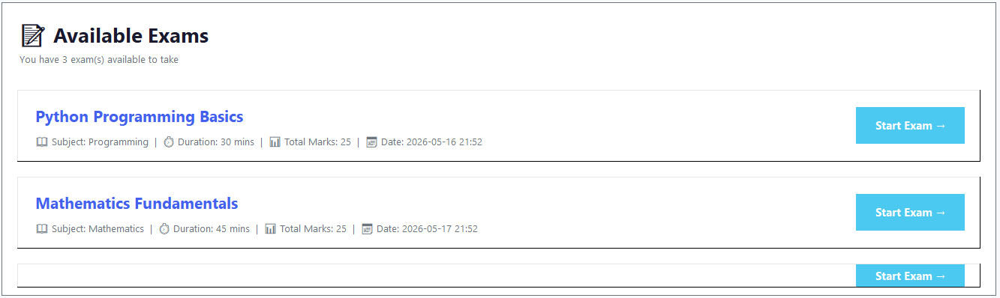 📝 Available Exams
You have 3 exam(s) available to take
Python Programming Basics
📖 Subject: Programming | ⏱ Duration: 30 mins | 📊 Total Marks: 25 | 📅 Date: 2026-05-16 21:52
Start Exam →
Mathematics Fundamentals
📖 Subject: Mathematics | ⏱ Duration: 45 mins | 📊 Total Marks: 25 | 📅 Date: 2026-05-17 21:52
Start Exam →
Start Exam →